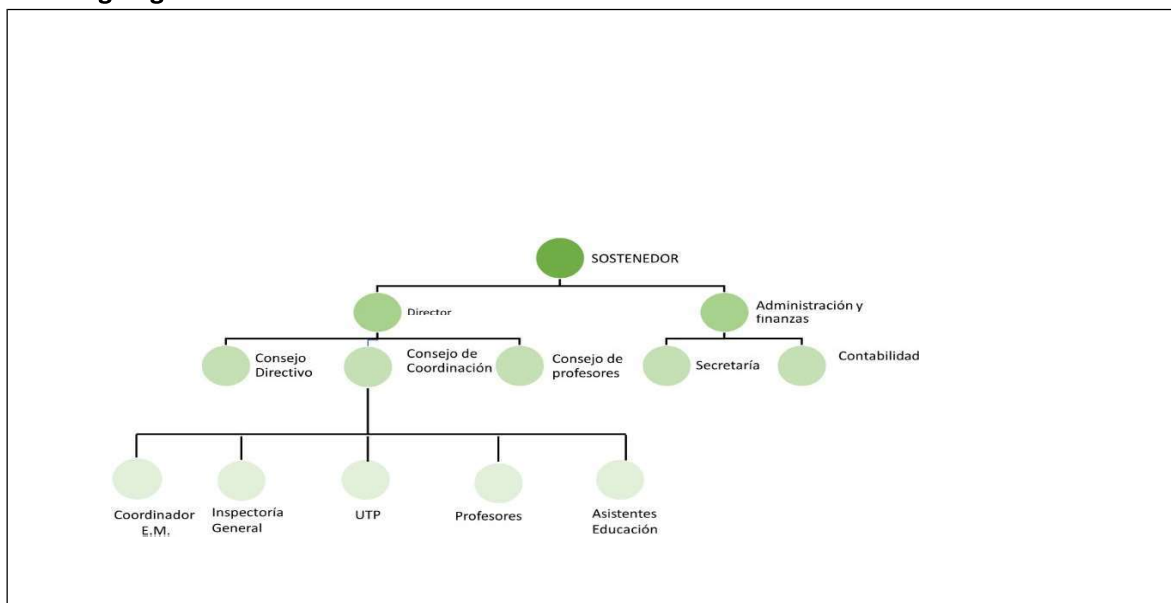 SOSTENEDOR
Director
Administración y
finanzas
Consejo
Directivo
Consejo de
Coordinación
Consejo de
profesores
Secretaría
Contabilidad
Coordinador
E.M.
Inspectoría
General
UTP
Profesores
Asistentes
Educación